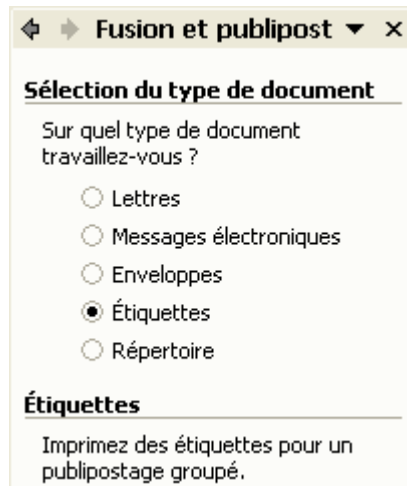 Fusion et publipost
Sélection du type de document
Sur quel type de document
travaillez-vous ?
Lettres
Messages électroniques
Enveloppes
Étiquettes
Répertoire
Étiquettes
Imprimez des étiquettes pour un
publipostage groupé.